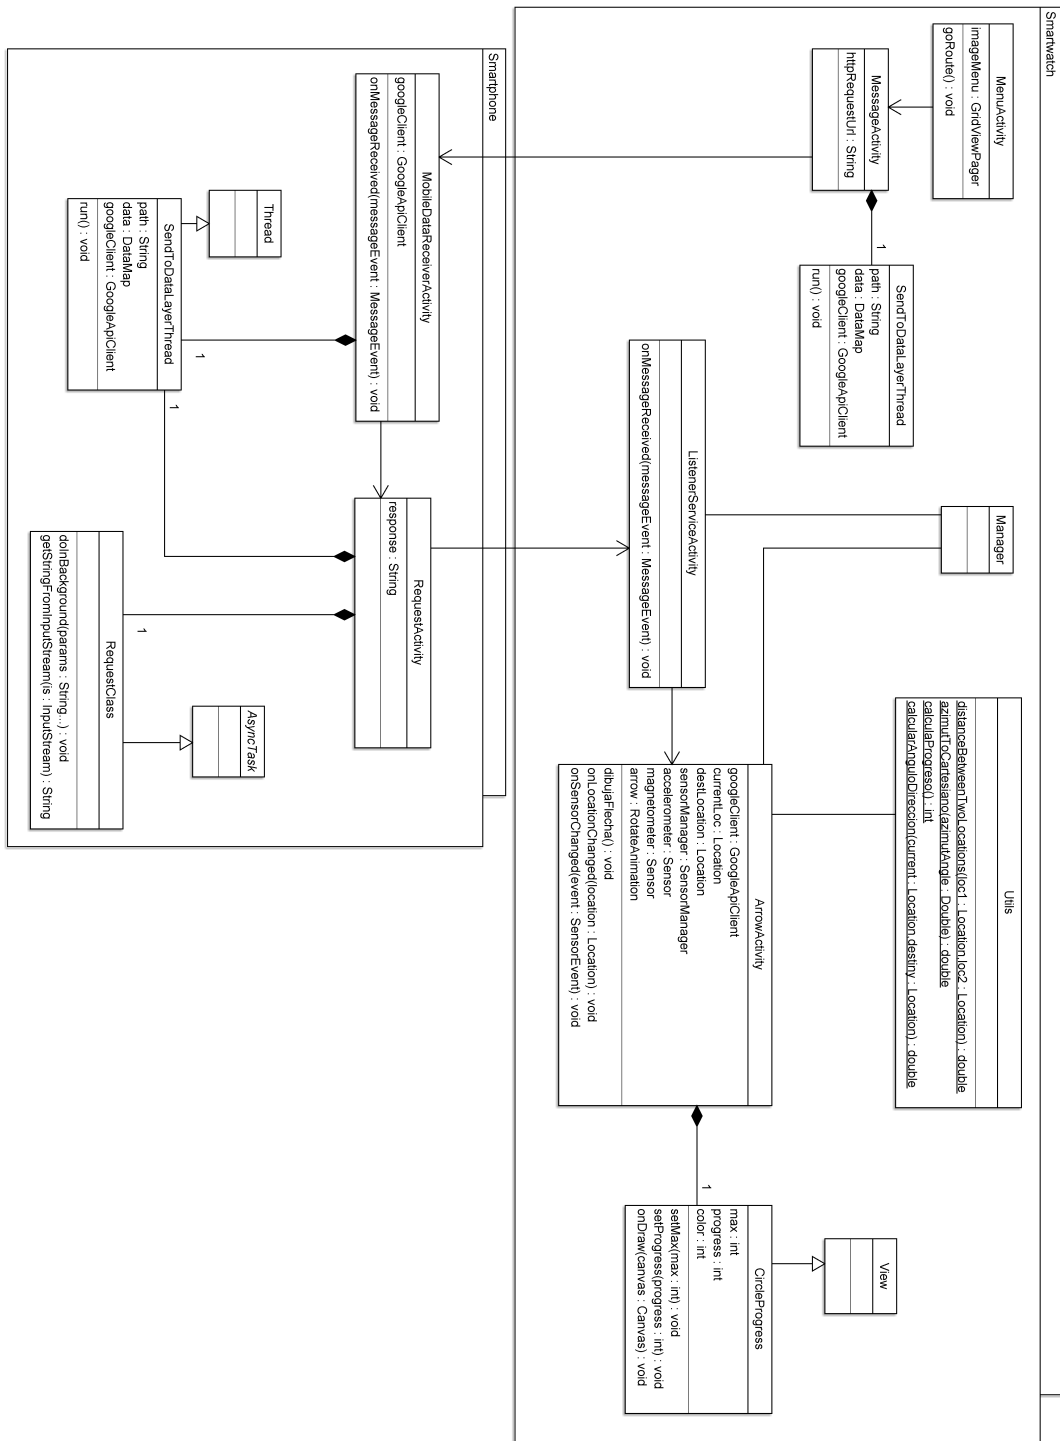 Smartwatch
MenuActivity
imageMenu : GridViewPager
goRoute() : void
MessageActivity
httpRequestUrl : String
1
SendToDataLayerThread
path : String
data : DataMap
googleClient : GoogleApiClient
run() : void
Manager
ListenerServiceActivity
onMessageReceived(messageEvent : MessageEvent) : void
Utils
distanceBetweenTwoLocations(loc1 : Location,loc2 : Location) : double
azimutToCartesiano(azimutAngle : Double) : double
calculaProgreso() : int
calcularAnguloDireccion(current : Location,destiny : Location) : double
ArrowActivity
googleClient : GoogleApiClient
currentLoc : Location
destLocation : Location
sensorManager : SensorManager
accelerometer : Sensor
magnetometer : Sensor
arrow : RotateAnimation
dibujaFlecha() : void
onLocationChanged(location : Location) : void
onSensorChanged(event : SensorEvent) : void
1
View
CircleProgress
max : int
progress : int
color : int
setMax(max : int) : void
setProgress(progress : int) : void
onDraw(canvas : Canvas) : void
Smartphone
MobileDataReceiverActivity
googleClient : GoogleApiClient
onMessageReceived(messageEvent : MessageEvent) : void
Thread
SendToDataLayerThread
path : String
data : DataMap
googleClient : GoogleApiClient
run() : void
1
1
RequestActivity
response : String
1
AsyncTask
RequestClass
doInBackground(params : String...) : void
getStringFromInputStream(is : InputStream) : String